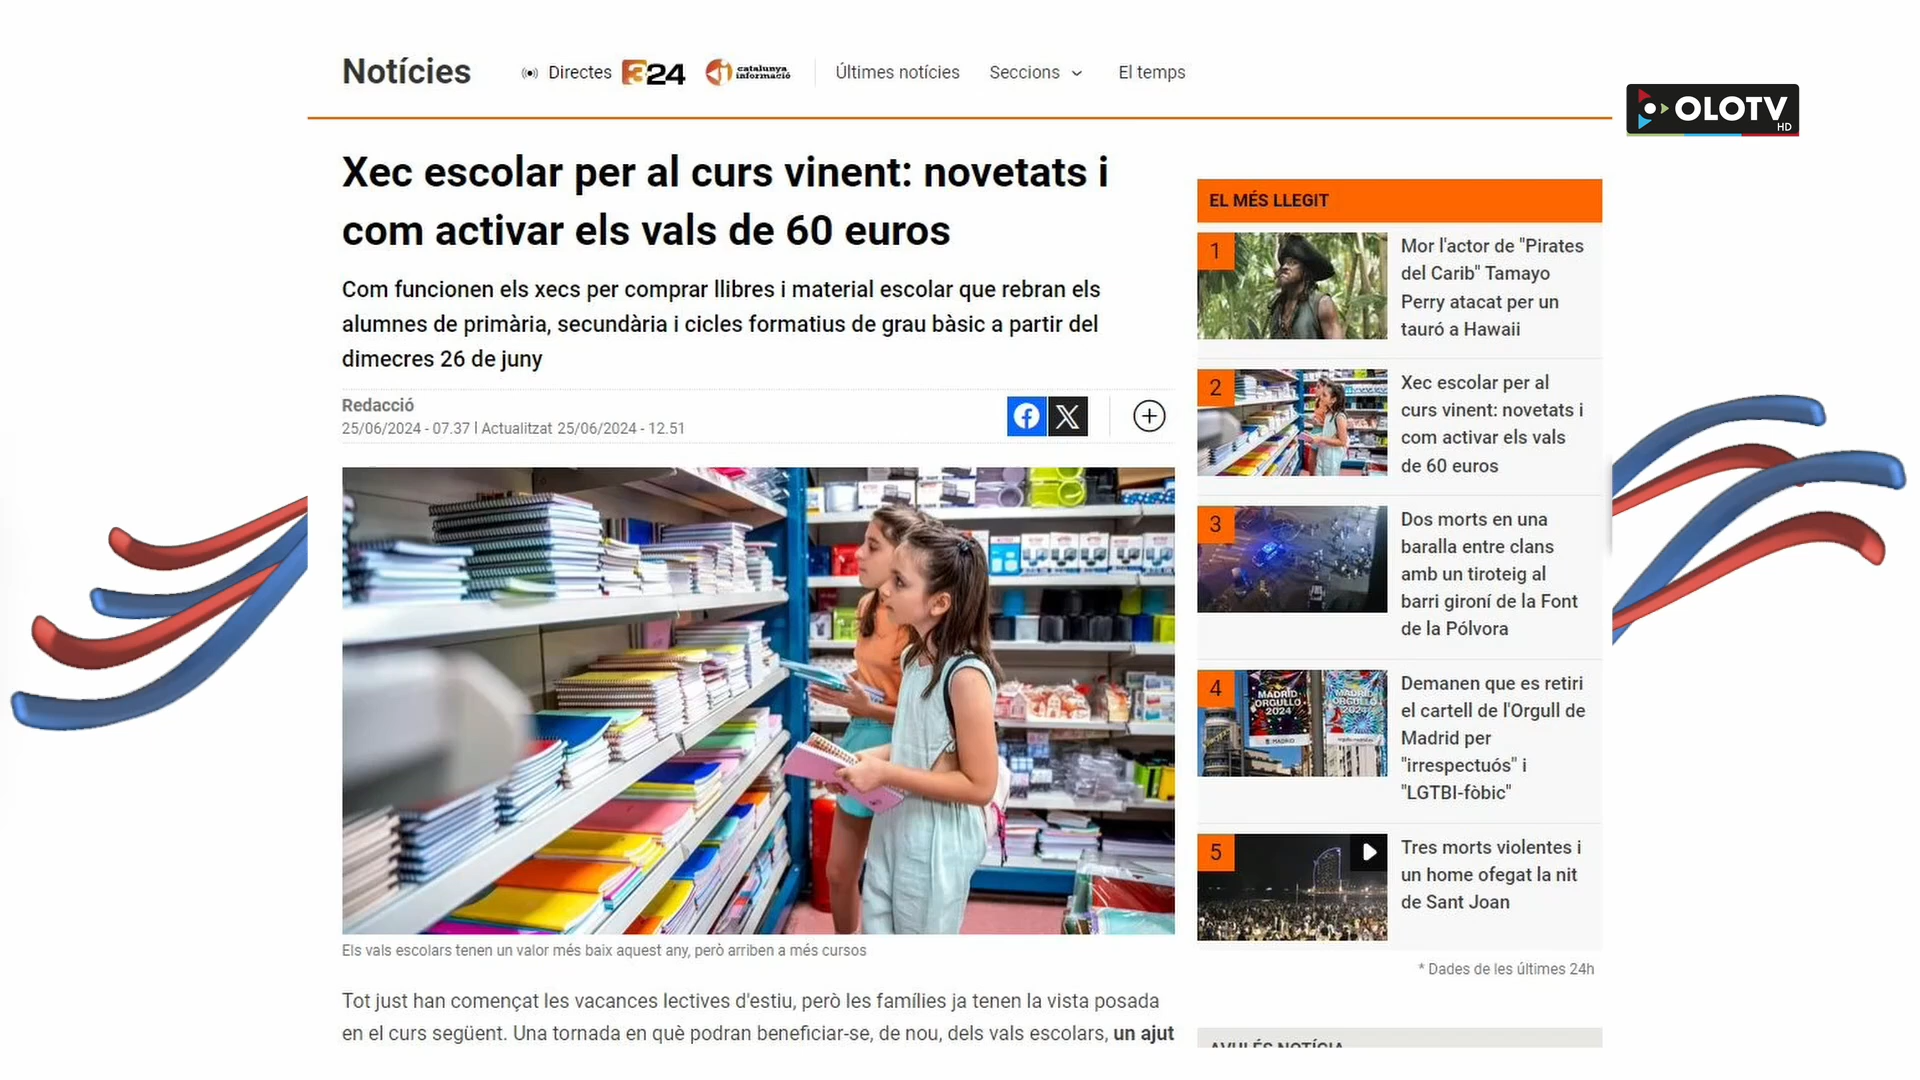 Notícies
Directes
324
catalunya
informació
Últimes notícies
Seccions
El temps
OLOTV
HD
Xec escolar per al curs vinent: novetats i
com activar els vals de 60 euros
Com funcionen els xecs per comprar llibres i material escolar que rebran els
alumnes de primària, secundària i cicles formatius de grau bàsic a partir del
dimecres 26 de juny
Redacció
25/06/2024 - 07.37 | Actualitzat 25/06/2024 - 12.51
Els vals escolars tenen un valor més baix aquest any, però arriben a més cursos
Tot just han començat les vacances lectives d'estiu, però les famílies ja tenen la vista posada
en el curs següent. Una tornada en què podran beneficiar-se, de nou, dels vals escolars, un ajut
EL MÉS LLEGIT
1
Mor l'actor de "Pirates
del Carib" Tamayo
Perry atacat per un
tauró a Hawaii
2
Xec escolar per al
curs vinent: novetats i
com activar els vals
de 60 euros
3
Dos morts en una
baralla entre clans
amb un tiroteig al
barri gironí de la Font
de la Pólvora
4
MADRID
ORGULLO
2024
MADRID
ORGULLO
2024
Demanen que es retiri
el cartell de l'Orgull de
Madrid per
"irrespectuós" i
"LGTBI-fòbic"
5
Tres morts violentes i
un home ofegat la nit
de Sant Joan
* Dades de les últimes 24h
AVUI ÉS NOTÍCIA